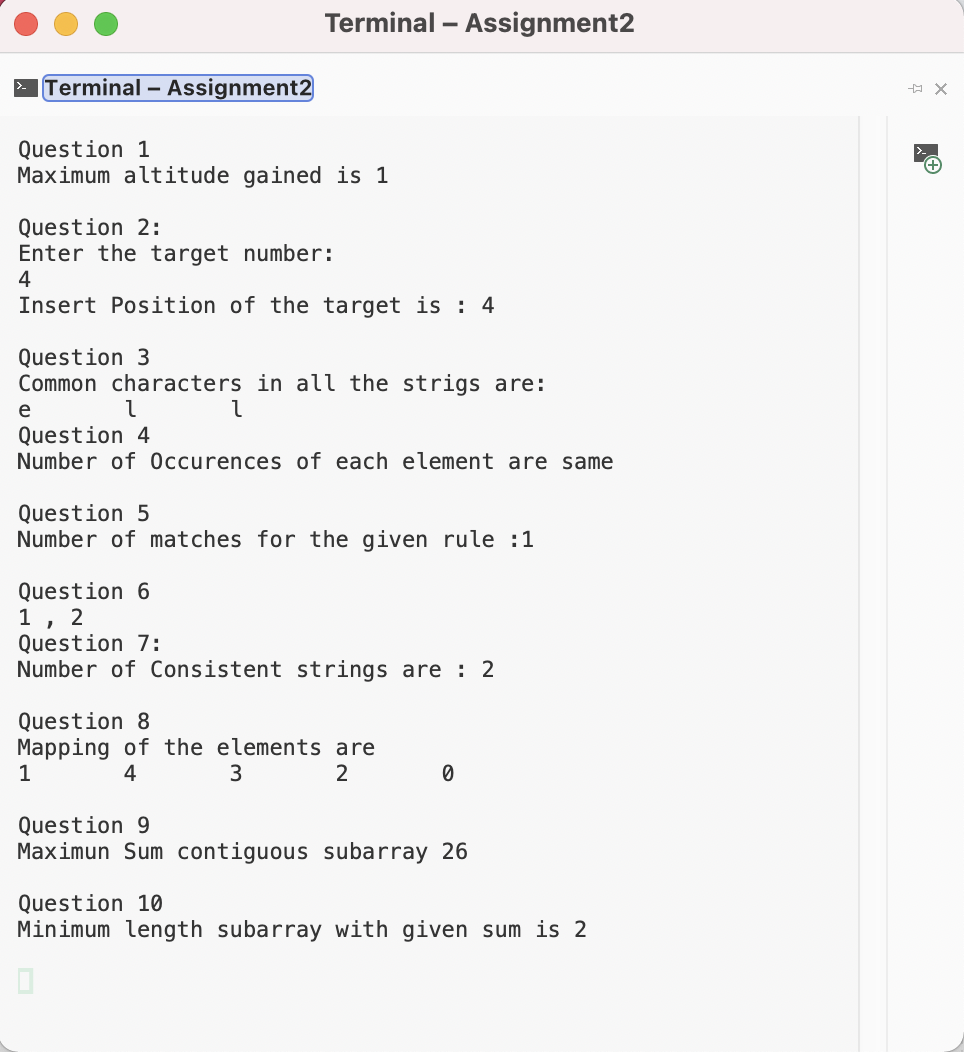 Terminal – Assignment2
Terminal – Assignment2
Question 1
Maximum altitude gained is 1
Question 2:
Enter the target number:
4
Insert Position of the target is : 4
Question 3
Common characters in all the strigs are:
e l l
Question 4
Number of Occurences of each element are same
Question 5
Number of matches for the given rule :1
Question 6
1 , 2
Question 7:
Number of Consistent strings are : 2
Question 8
Mapping of the elements are
1 4 3 2 0
Question 9
Maximun Sum contiguous subarray 26
Question 10
Minimum length subarray with given sum is 2